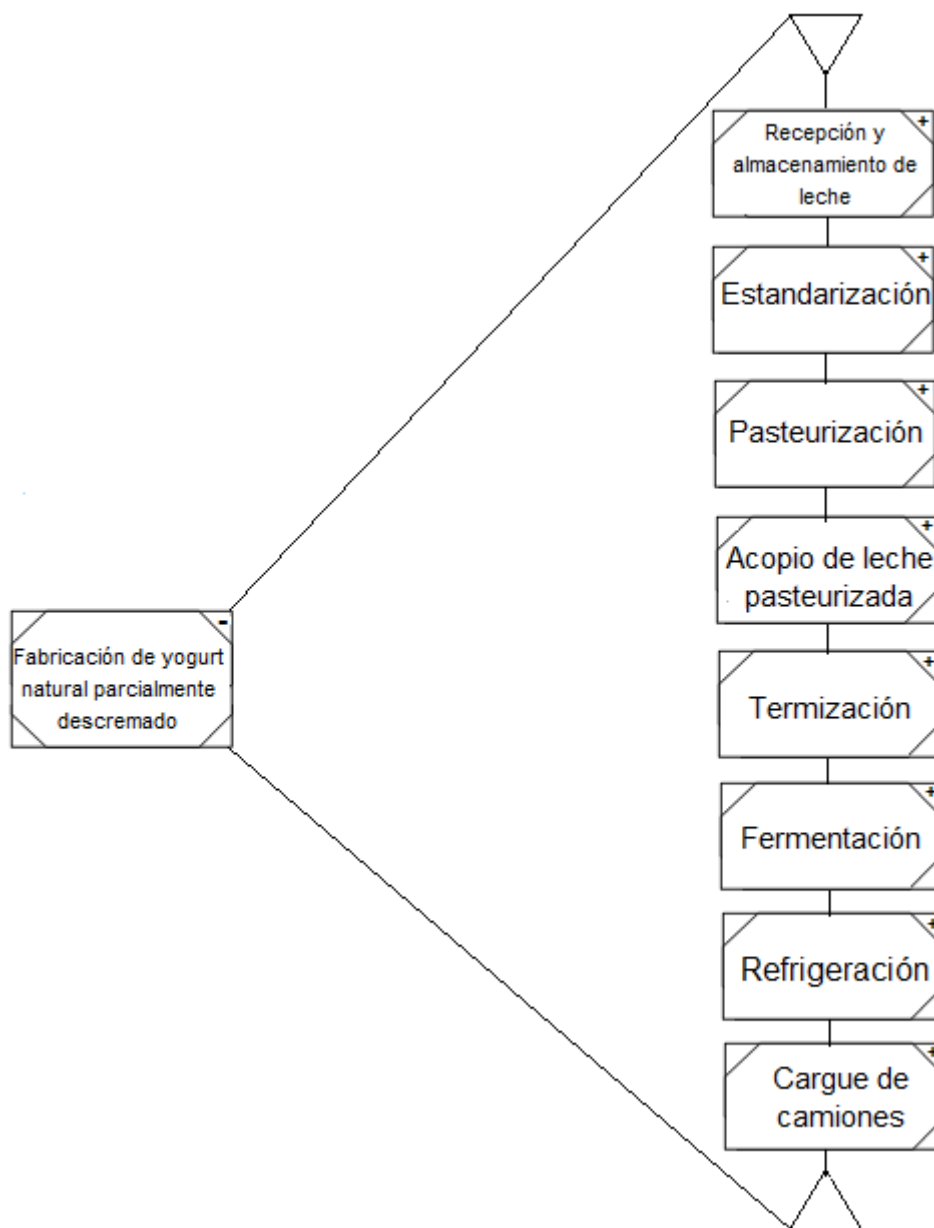 Recepción y
almacenamiento de
leche
Estandarización
Pasteurización
Acopio de leche
pasteurizada
Fabricación de yogurt
natural parcialmente
descremado
Termización
Fermentación
Refrigeración
Cargue de
camiones